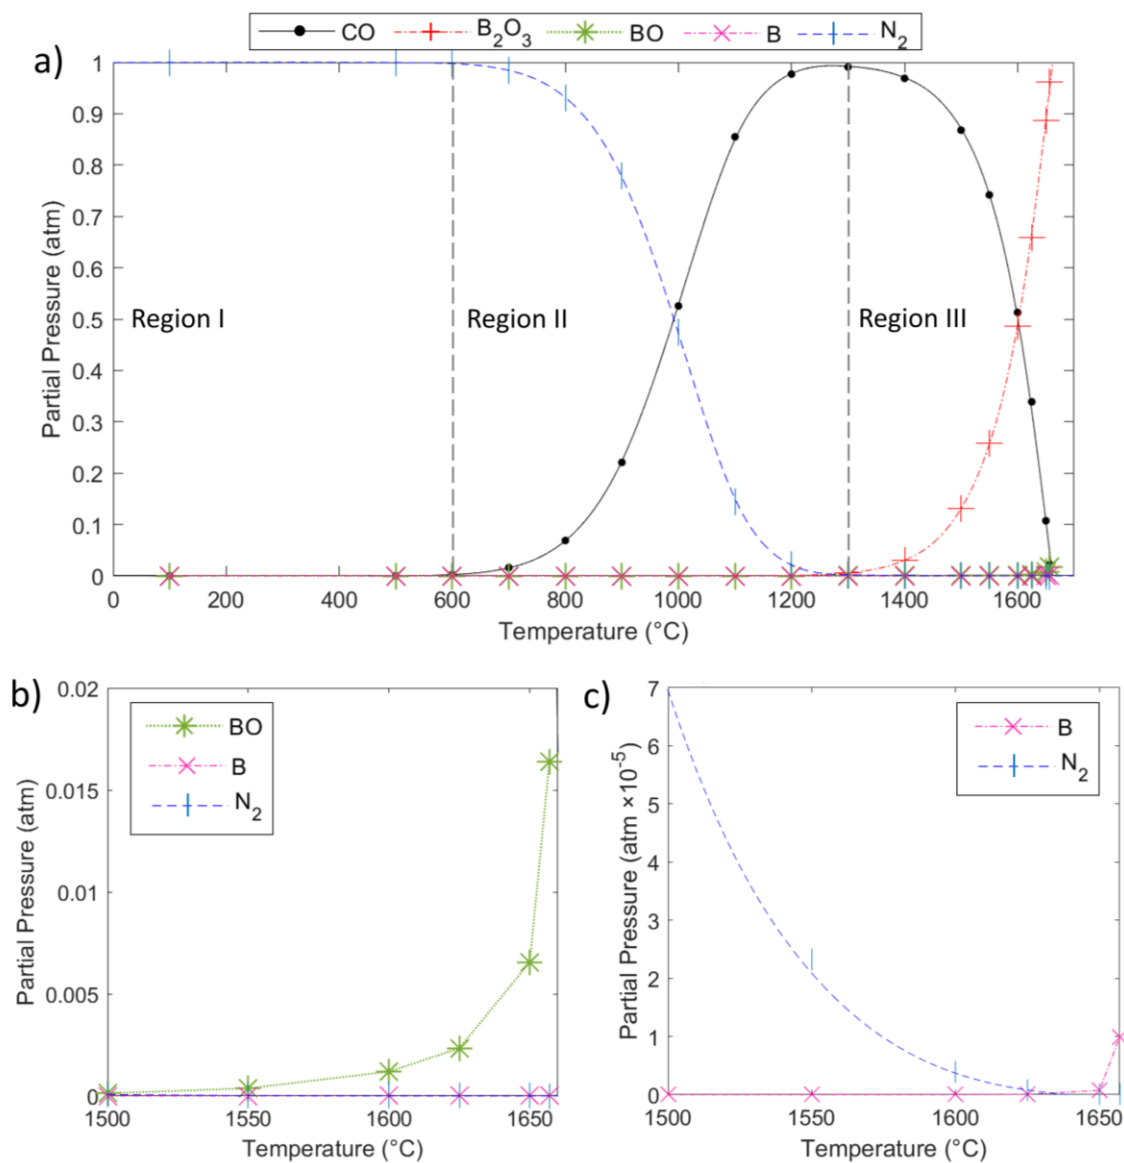 CO B₂O₃ BO B N₂
a)
1
0.9
0.8
0.7
0.6
0.5
0.4
0.3
0.2
0.1
0
Partial Pressure (atm)
Region I Region II Region III
0 200 400 600 800 1000 1200 1400 1600
Temperature (°C)
b)
0.02
0.015
0.01
0.005
0
Partial Pressure (atm)
BO
B
N₂
1500 1550 1600 1650
Temperature (°C)
c)
7
6
5
4
3
2
1
0
Partial Pressure (atm ×10⁻⁵)
B
N₂
1500 1550 1600 1650
Temperature (°C)